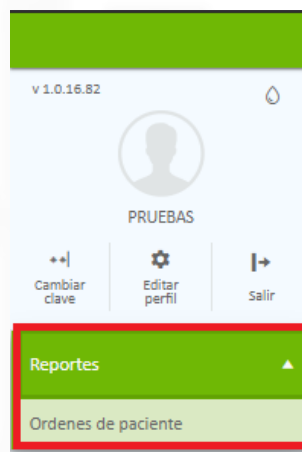 v 1.0.16.82
PRUEBAS
Cambiar
clave
Editar
perfil
Salir
Reportes
Ordenes de paciente